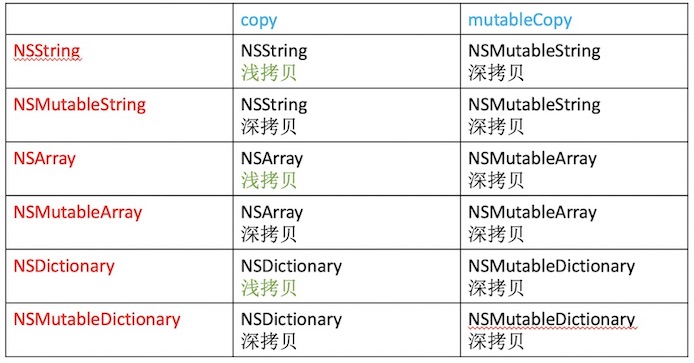 copy mutableCopy
NSString NSString NSMutableString
浅拷贝 深拷贝
NSMutableString NSString NSMutableString
深拷贝 深拷贝
NSArray NSArray NSMutableArray
浅拷贝 深拷贝
NSMutableArray NSArray NSMutableArray
深拷贝 深拷贝
NSDictionary NSDictionary NSMutableDictionary
浅拷贝 深拷贝
NSMutableDictionary NSDictionary NSMutableDictionary
深拷贝 深拷贝